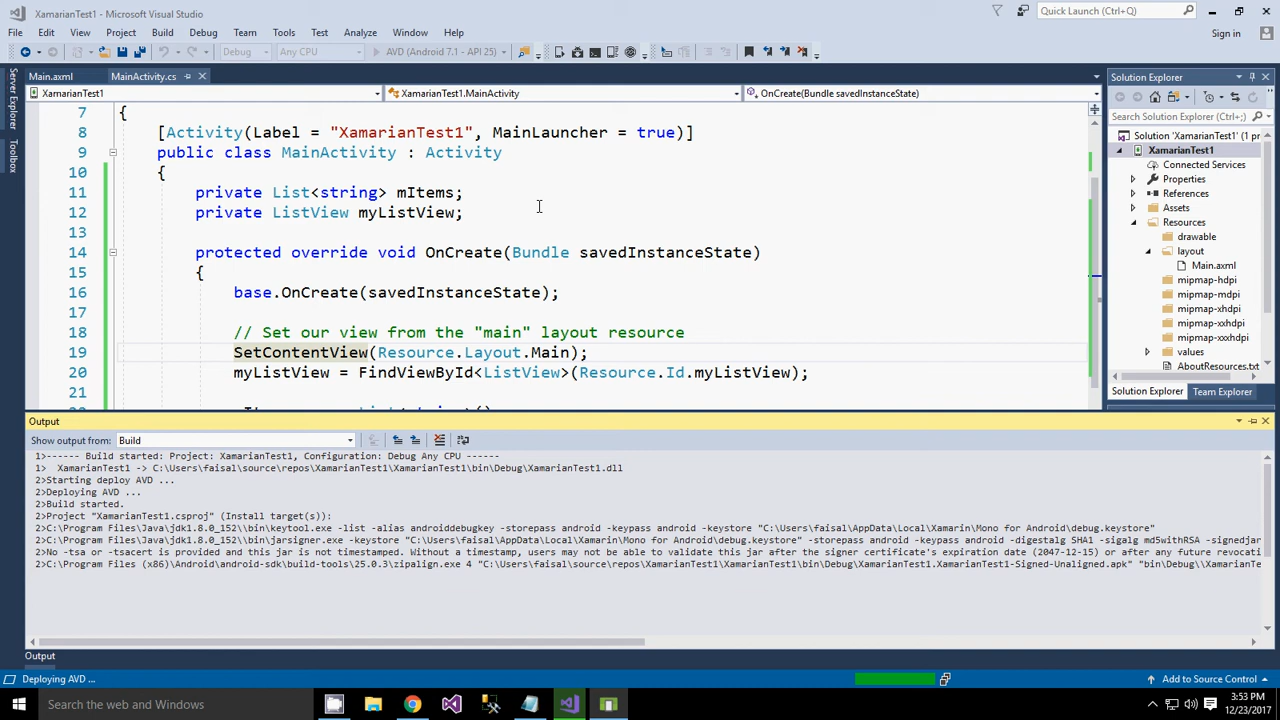 XamarianTest1 - Microsoft Visual Studio
Quick Launch (Ctrl+Q)
File Edit View Project Build Debug Team Tools Test Analyze Window Help
Sign in
Debug Any CPU AVD (Android 7.1 - API 25)
Server Explorer
Toolbox
Main.axml MainActivity.cs
XamarianTest1 XamarianTest1.MainActivity OnCreate(Bundle savedInstanceState)
7 {
8 [Activity(Label = "XamarianTest1", MainLauncher = true)]
9 public class MainActivity : Activity
10 {
11 private List<string> mItems;
12 private ListView myListView;
13
14 protected override void OnCreate(Bundle savedInstanceState)
15 {
16 base.OnCreate(savedInstanceState);
17
18 // Set our view from the "main" layout resource
19 SetContentView(Resource.Layout.Main);
20 myListView = FindViewById<ListView>(Resource.Id.myListView);
21
Solution Explorer
Search Solution Explorer (Ctrl+;)
Solution 'XamarianTest1' (1 pr
XamarianTest1
Connected Services
Properties
References
Assets
Resources
drawable
layout
Main.axml
mipmap-hdpi
mipmap-mdpi
mipmap-xhdpi
mipmap-xxhdpi
mipmap-xxxhdpi
values
AboutResources.txt
Solution Explorer Team Explorer
Output
Show output from: Build
1>------ Build started: Project: XamarianTest1, Configuration: Debug Any CPU ------
1> XamarianTest1 -> C:\Users\faisal\source\repos\XamarianTest1\XamarianTest1\bin\Debug\XamarianTest1.dll
2>Starting deploy AVD ...
2>Deploying AVD ...
2>Build started.
2>Project "XamarianTest1.csproj" (Install target(s)):
2>C:\Program Files\Java\jdk1.8.0_152\\bin\keytool.exe -list -alias androiddebugkey -storepass android -keypass android -keystore "C:\Users\faisal\AppData\Local\Xamarin\Mono for Android\debug.keystore"
2>C:\Program Files\Java\jdk1.8.0_152\\bin\jarsigner.exe -keystore "C:\Users\faisal\AppData\Local\Xamarin\Mono for Android\debug.keystore" -storepass android -keypass android -digestalg SHA1 -sigalg md5withRSA -signedjar
2>No -tsa or -tsacert is provided and this jar is not timestamped. Without a timestamp, users may not be able to validate this jar after the signer certificate's expiration date (2047-12-15) or after any future revocati
2>C:\Program Files (x86)\Android\android-sdk\build-tools\25.0.3\zipalign.exe 4 "C:\Users\faisal\source\repos\XamarianTest1\XamarianTest1\bin\Debug\XamarianTest1.XamarianTest1-Signed-Unaligned.apk" "bin\Debug\\XamarianTest1
Output
Deploying AVD ... Add to Source Control
Search the web and Windows
3:53 PM
12/23/2017